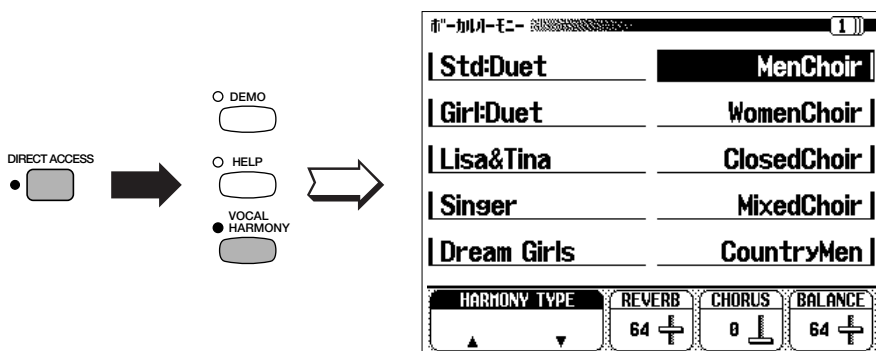 DIRECT ACCESS
DEMO
HELP
VOCAL
HARMONY
ボーカルハーモニー
1
Std:Duet
MenChoir
Girl:Duet
WomenChoir
Lisa&Tina
ClosedChoir
Singer
MixedChoir
Dream Girls
CountryMen
HARMONY TYPE
REVERB
CHORUS
BALANCE
▲ ▼
64
0
64